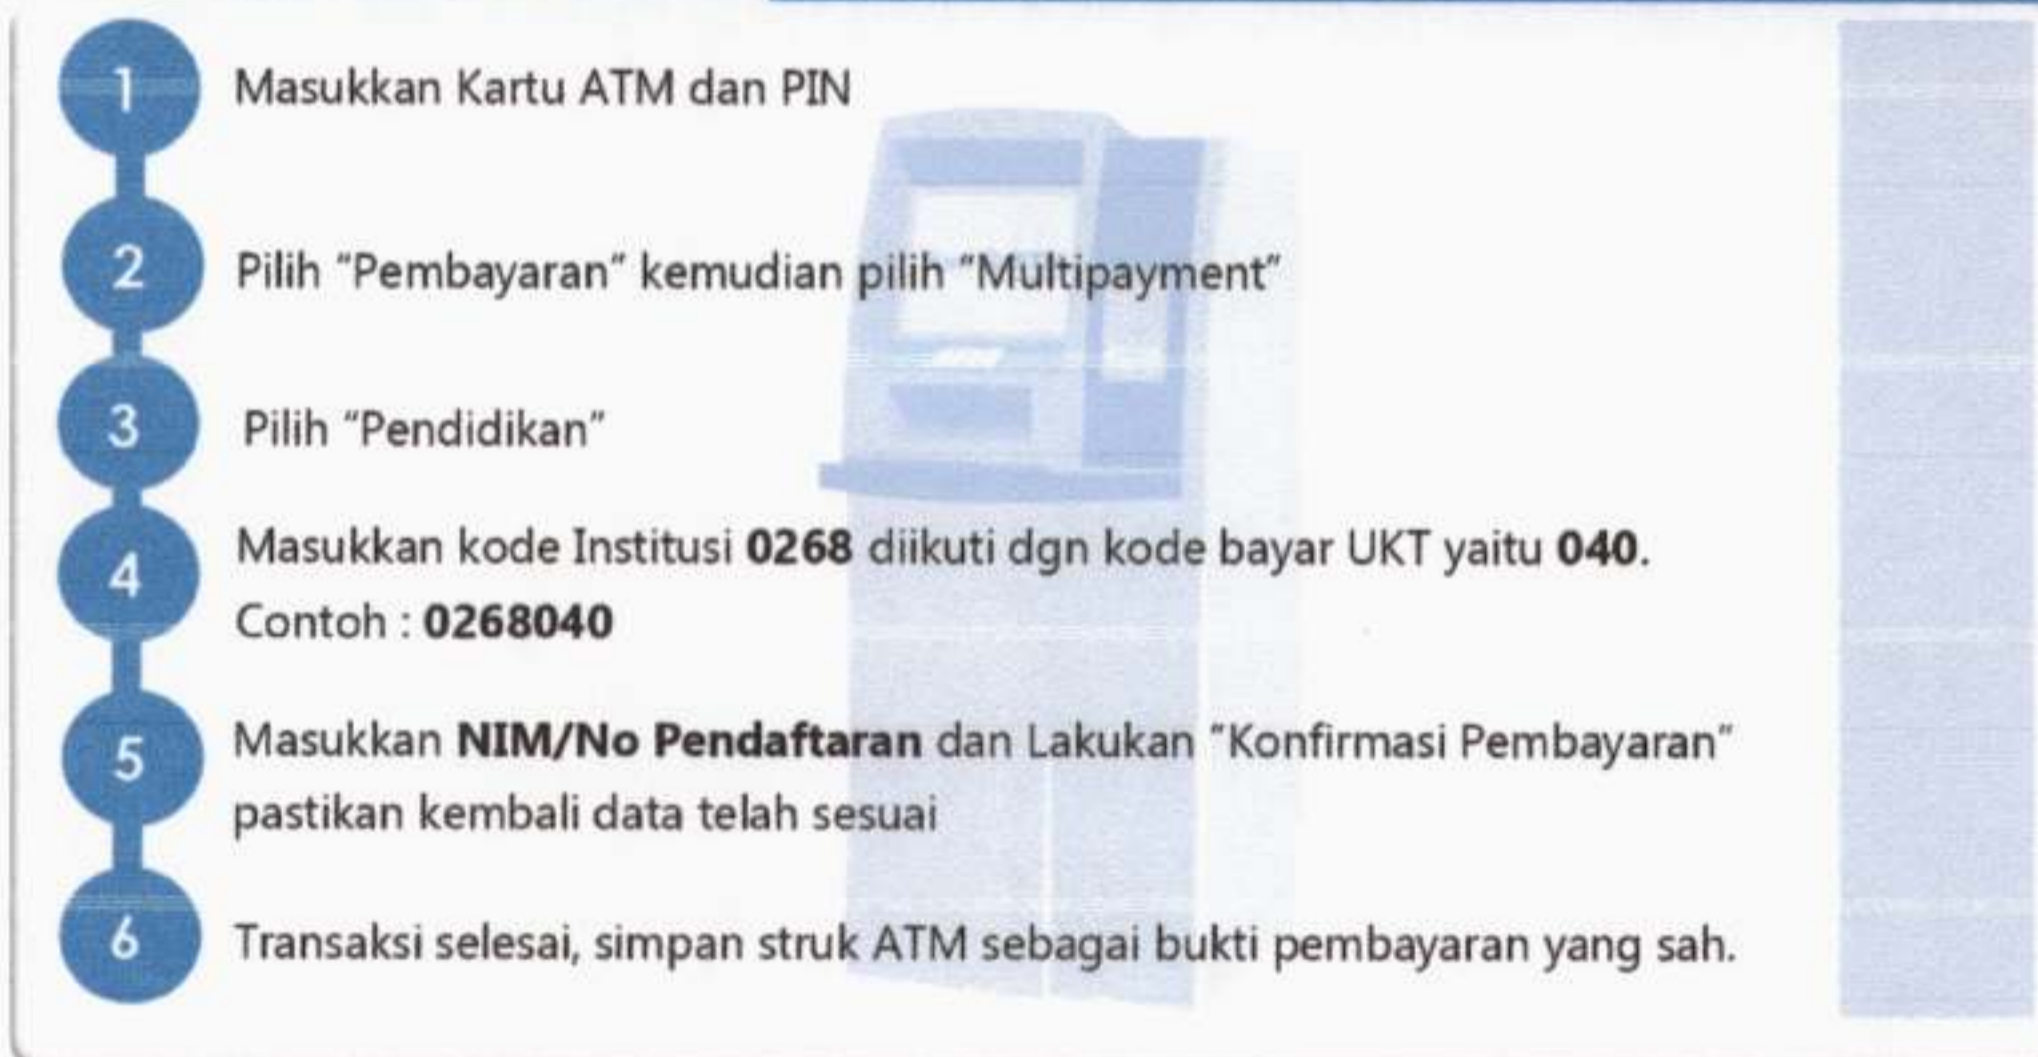 1
Masukkan Kartu ATM dan PIN
2
Pilih “Pembayaran” kemudian pilih “Multipayment”
3
Pilih “Pendidikan”
4
Masukkan kode Institusi 0268 diikuti dgn kode bayar UKT yaitu 040.
Contoh : 0268040
5
Masukkan NIM/No Pendaftaran dan Lakukan “Konfirmasi Pembayaran”
pastikan kembali data telah sesuai
6
Transaksi selesai, simpan struk ATM sebagai bukti pembayaran yang sah.